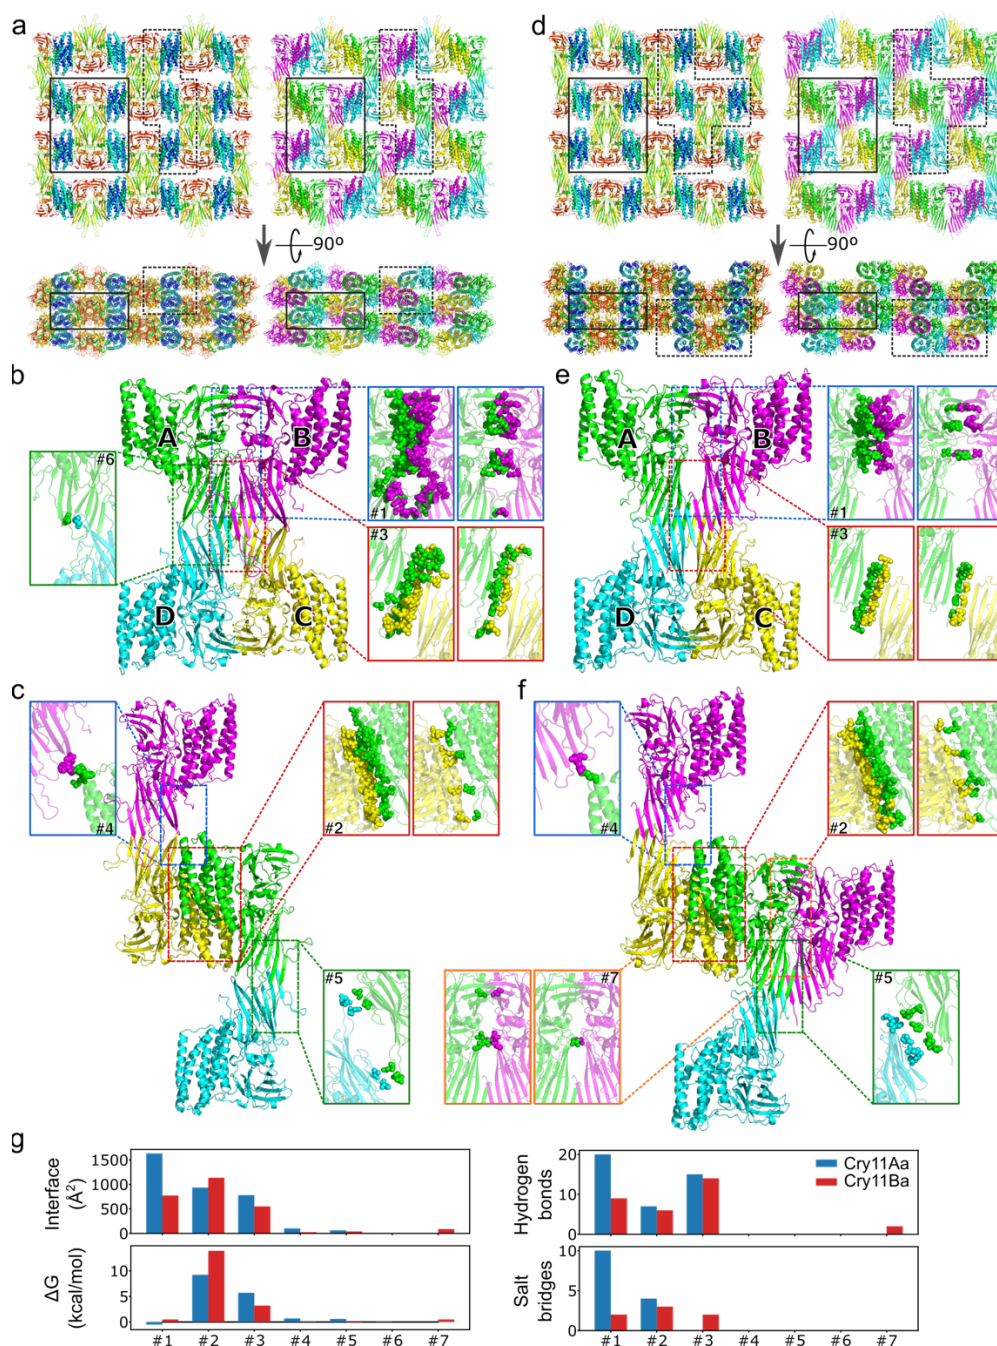 a
d
90º
90º
b
e
A
B
#6
#1
#3
D
C
A
B
#1
#3
D
C
c
f
#4
#2
#5
#4
#2
#7
#5
g
Interface
(Å²)
1500
1000
500
0
ΔG
(kcal/mol)
10
5
0
#1 #2 #3 #4 #5 #6 #7
Hydrogen
bonds
20
10
0
Cry11Aa
Cry11Ba
Salt
bridges
10
5
0
#1 #2 #3 #4 #5 #6 #7